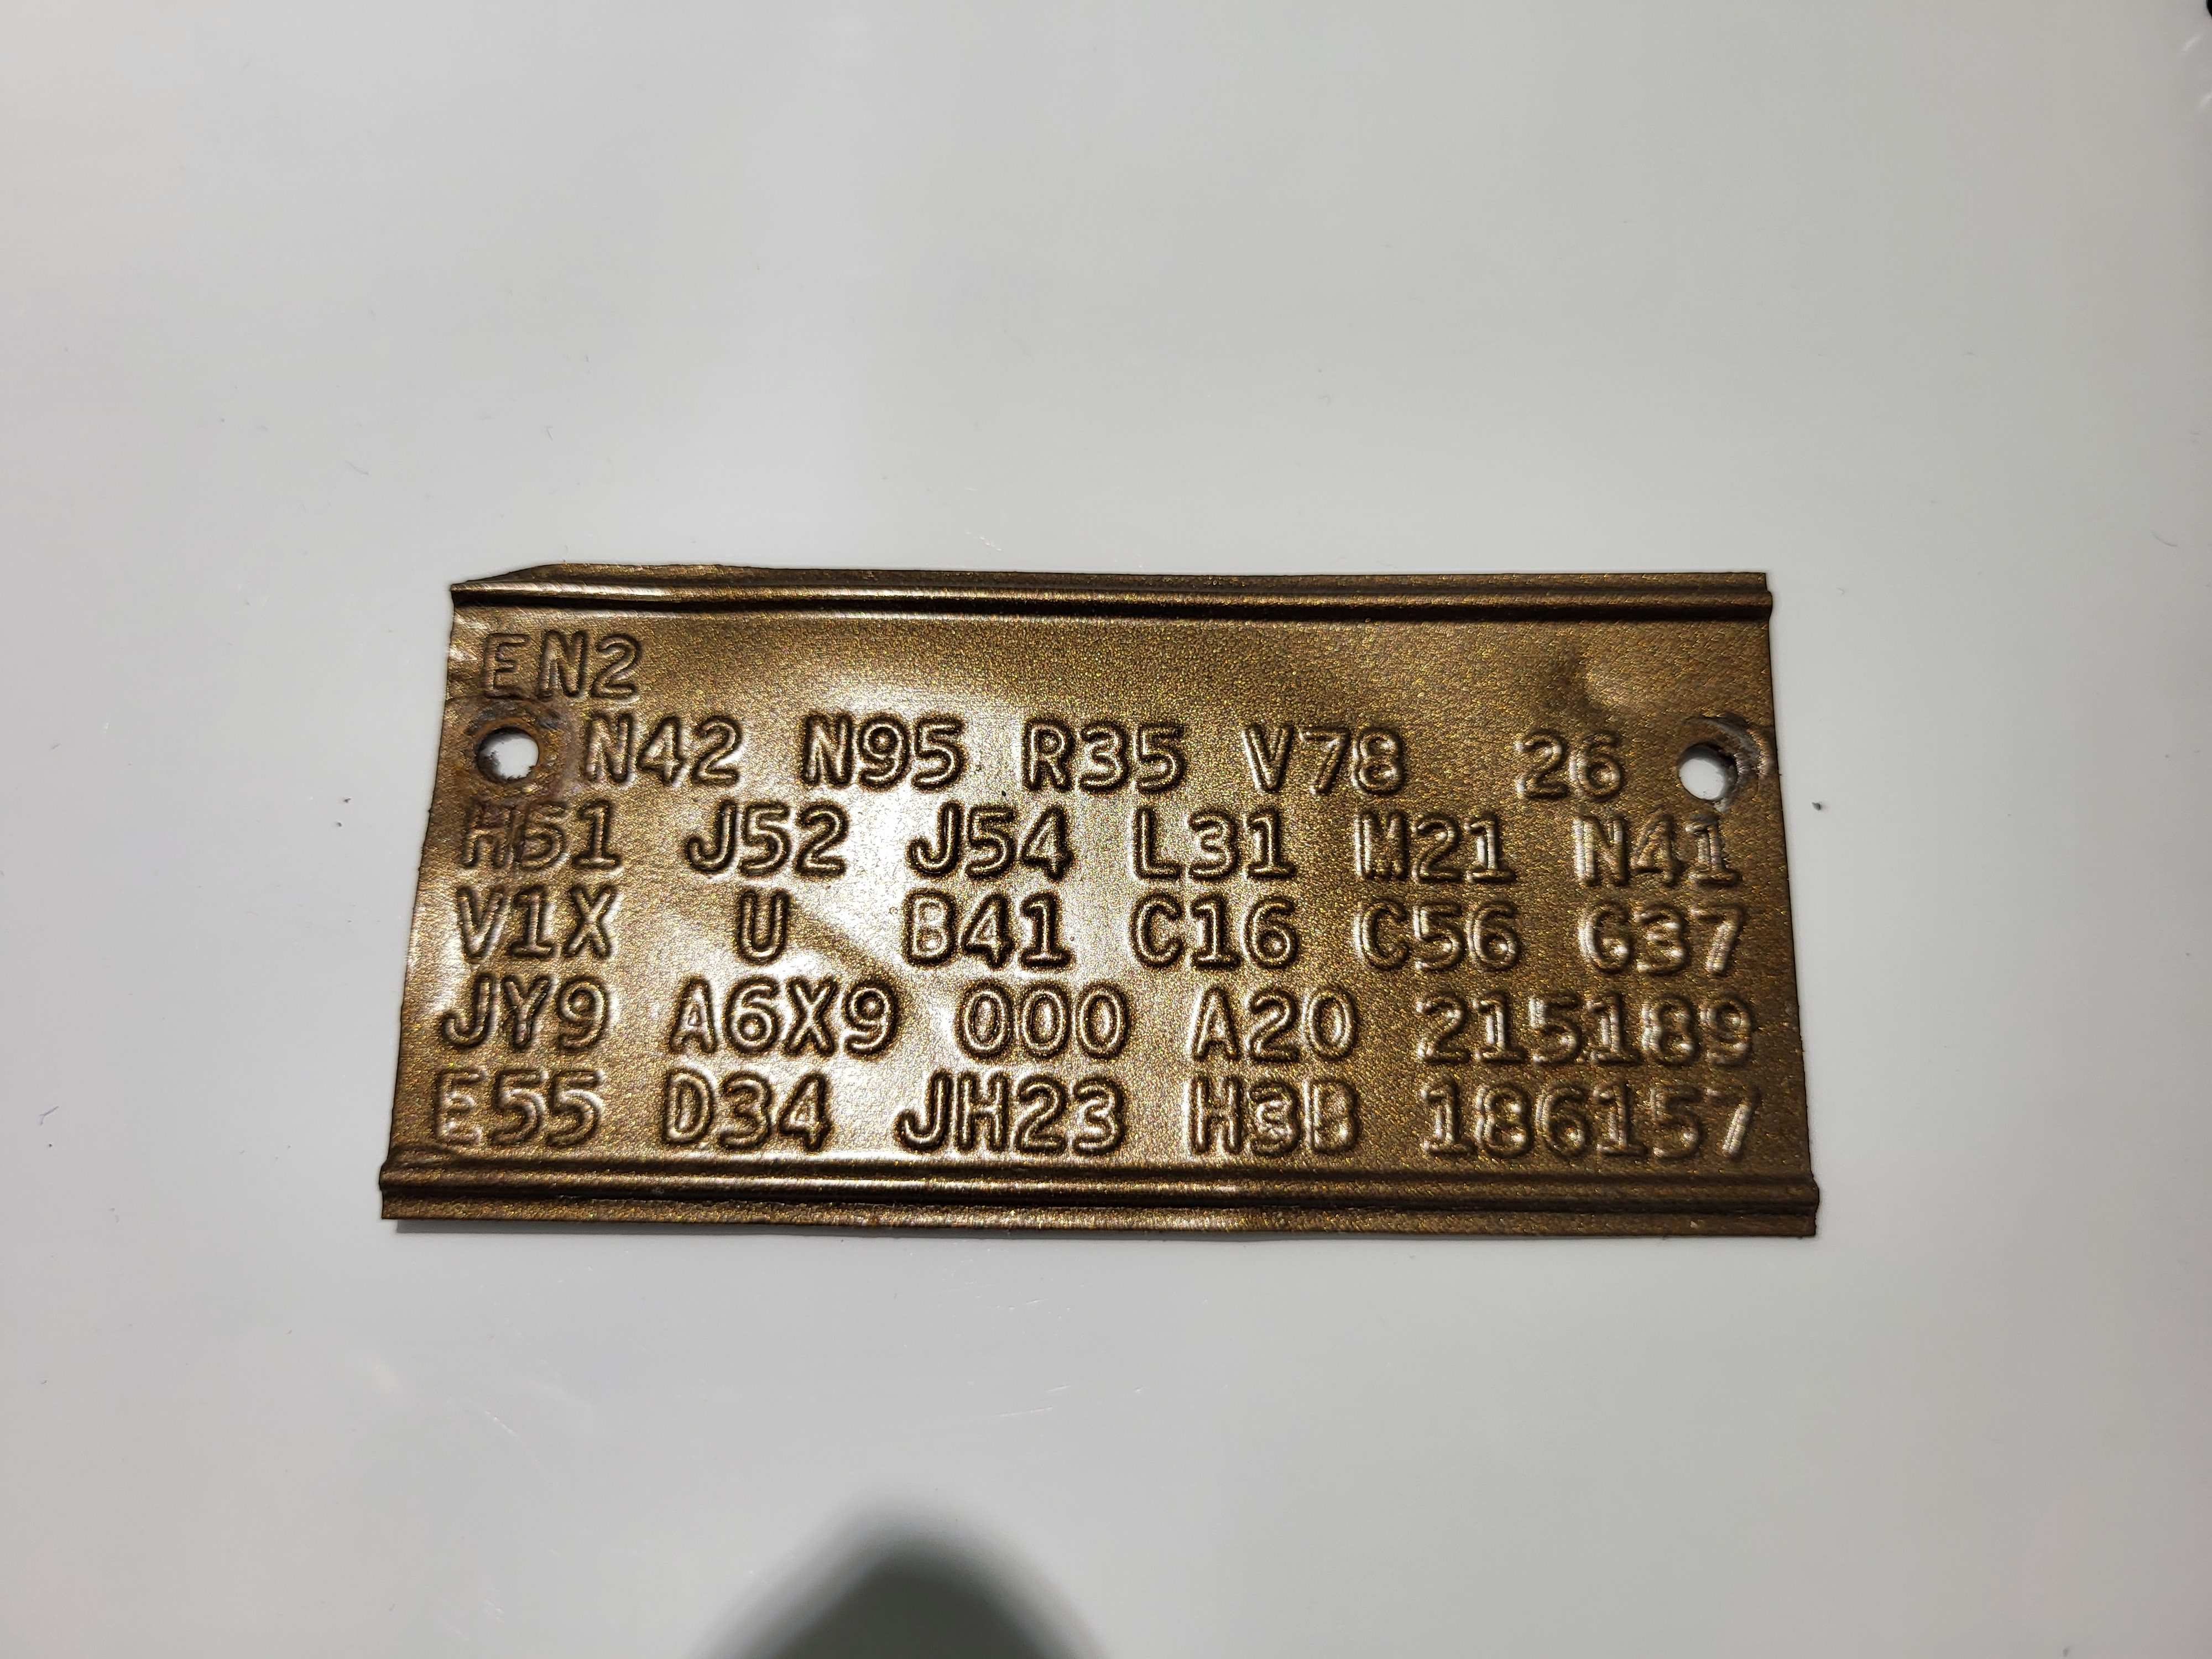 EN2
N42 N95 R35 V78 26
H51 J52 J54 L31 M21 N41
V1X U B41 C16 C56 G37
JY9 A6X9 000 A20 215189
E55 D34 JH23 H3B 186157